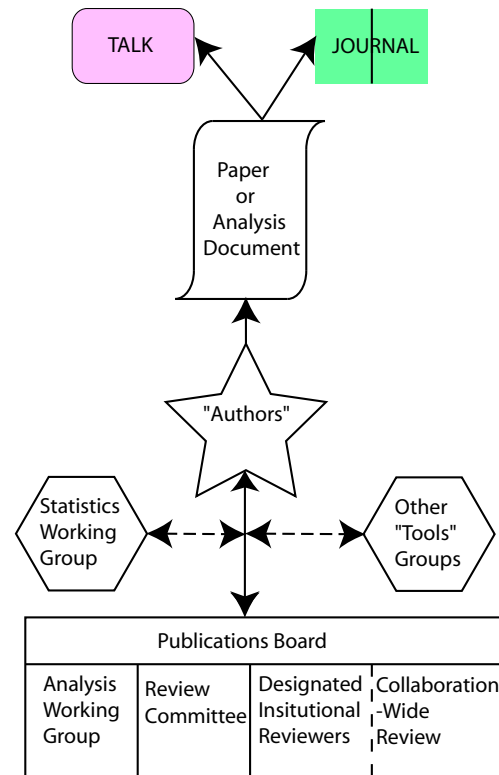 TALK
JOURNAL
Paper
or
Analysis
Document
"Authors"
Statistics
Working
Group
Other
"Tools"
Groups
Publications Board
Analysis
Working
Group
Review
Committee
Designated
Insitutional
Reviewers
Collaboration
-Wide
Review